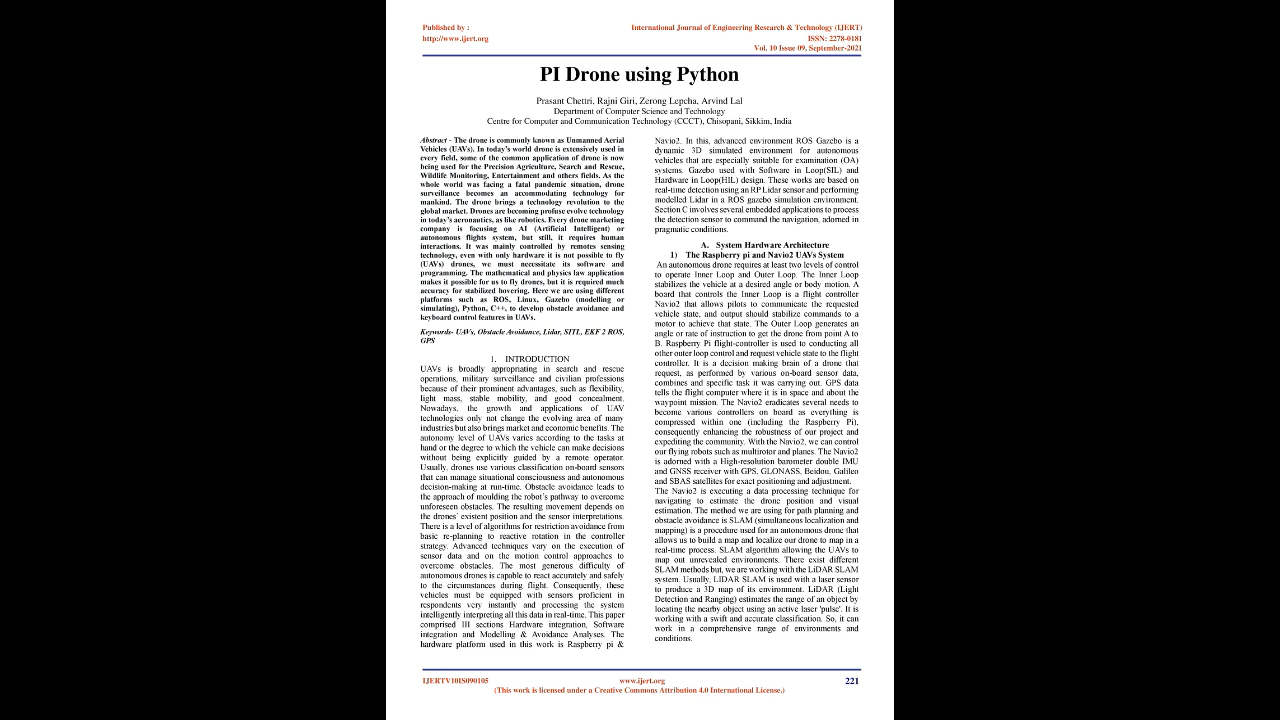 Published by :
http://www.ijert.org
International Journal of Engineering Research & Technology (IJERT)
ISSN: 2278-0181
Vol. 10 Issue 09, September-2021
PI Drone using Python
Prasant Chettri, Rajni Giri, Zerong Lepcha, Arvind Lal
Department of Computer Science and Technology
Centre for Computer and Communication Technology (CCCT), Chisopani, Sikkim, India
Abstract - The drone is commonly known as Unmanned Aerial
Vehicles (UAVs). In today's world drone is extensively used in
every field, some of the common application of drone is now
being used for the Precision Agriculture, Search and Rescue,
Wildlife Monitoring, Entertainment and others fields. As the
whole world was facing a fatal pandemic situation, drone
surveillance becomes an accommodating technology for
mankind. The drone brings a technology revolution to the
global market. Drones are becoming profuse evolve technology
in today's aeronautics, as like robotics. Every drone marketing
company is focusing on AI (Artificial Intelligent) or
autonomous flights system, but still, it requires human
interactions. It was mainly controlled by remotes sensing
technology, even with only hardware it is not possible to fly
(UAVs) drones, we must necessitate its software and
programming. The mathematical and physics law application
makes it possible for us to fly drones, but it is required much
accuracy for stabilized hovering. Here we are using different
platforms such as ROS, Linux, Gazebo (modelling or
simulating), Python, C++, to develop obstacle avoidance and
keyboard control features in UAVs.
Keywords- UAVs, Obstacle Avoidance, Lidar, SITL, EKF 2 ROS,
GPS
1. INTRODUCTION
UAVs is broadly appropriating in search and rescue
operations, military surveillance and civilian professions
because of their prominent advantages, such as flexibility,
light mass, stable mobility, and good concealment.
Nowadays, the growth and applications of UAV
technologies only not change the evolving area of many
industries but also brings market and economic benefits. The
autonomy level of UAVs varies according to the tasks at
hand or the degree to which the vehicle can make decisions
without being explicitly guided by a remote operator.
Usually, drones use various classification on-board sensors
that can manage situational consciousness and autonomous
decision-making at run-time. Obstacle avoidance leads to
the approach of moulding the robot's pathway to overcome
unforeseen obstacles. The resulting movement depends on
the drones' existent position and the sensor interpretations.
There is a level of algorithms for restriction avoidance from
basic re-planning to reactive rotation in the controller
strategy. Advanced techniques vary on the execution of
sensor data and on the motion control approaches to
overcome obstacles. The most generous difficulty of
autonomous drones is capable to react accurately and safely
to the circumstances during flight. Consequently, these
vehicles must be equipped with sensors proficient in
respondents very instantly and processing the system
intelligently interpreting all this data in real-time. This paper
comprised III sections Hardware integration, Software
integration and Modelling & Avoidance Analyses. The
hardware platform used in this work is Raspberry pi &
Navio2. In this, advanced environment ROS Gazebo is a
dynamic 3D simulated environment for autonomous
vehicles that are especially suitable for examination (OA)
systems. Gazebo used with Software in Loop(SIL) and
Hardware in Loop(HIL) design. These works are based on
real-time detection using an RP Lidar sensor and performing
modelled Lidar in a ROS gazebo simulation environment.
Section C involves several embedded applications to process
the detection sensor to command the navigation, adorned in
pragmatic conditions.
A. System Hardware Architecture
1) The Raspberry pi and Navio2 UAVs System
An autonomous drone requires at least two levels of control
to operate Inner Loop and Outer Loop. The Inner Loop
stabilizes the vehicle at a desired angle or body motion. A
board that controls the Inner Loop is a flight controller
Navio2 that allows pilots to communicate the requested
vehicle state, and output should stabilize commands to a
motor to achieve that state. The Outer Loop generates an
angle or rate of instruction to get the drone from point A to
B. Raspberry Pi flight-controller is used to conducting all
other outer loop control and request vehicle state to the flight
controller. It is a decision making brain of a drone that
request, as performed by various on-board sensor data,
combines and specific task it was carrying out. GPS data
tells the flight computer where it is in space and about the
waypoint mission. The Navio2 eradicates several needs to
become various controllers on board as everything is
compressed within one (including the Raspberry Pi),
consequently enhancing the robustness of our project and
expediting the community. With the Navio2, we can control
our flying robots such as multirotor and planes. The Navio2
is adorned with a High-resolution barometer double IMU
and GNSS receiver with GPS, GLONASS, Beidou, Galileo
and SBAS satellites for exact positioning and adjustment.
The Navio2 is executing a data processing technique for
navigating to estimate the drone position and visual
estimation. The method we are using for path planning and
obstacle avoidance is SLAM (simultaneous localization and
mapping) is a procedure used for an autonomous drone that
allows us to build a map and localize our drone to map in a
real-time process. SLAM algorithm allowing the UAVs to
map out unrevealed environments. There exist different
SLAM methods but, we are working with the LiDAR SLAM
system. Usually, LIDAR SLAM is used with a laser sensor
to produce a 3D map of its environment. LiDAR (Light
Detection and Ranging) estimates the range of an object by
locating the nearby object using an active laser 'pulse'. It is
working with a swift and accurate classification. So, it can
work in a comprehensive range of environments and
conditions.
IJERTV10IS090105
www.ijert.org
221
(This work is licensed under a Creative Commons Attribution 4.0 International License.)